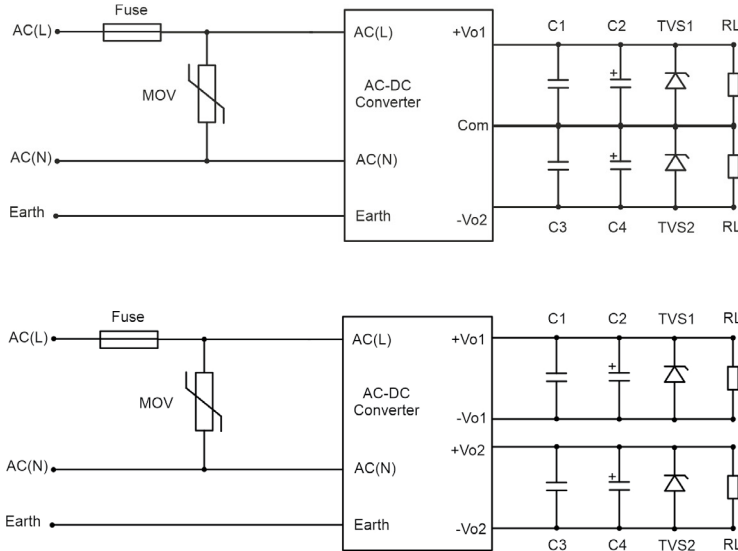 Fuse
AC(L)
AC(L)
+Vo1
C1
C2
TVS1
RL
MOV
AC-DC
Converter
+
Com
AC(N)
AC(N)
+
Earth
Earth
-Vo2
C3
C4
TVS2
RL
Fuse
AC(L)
AC(L)
+Vo1
C1
C2
TVS1
RL
MOV
AC-DC
Converter
+
-Vo1
+Vo2
AC(N)
AC(N)
+
Earth
Earth
-Vo2
C3
C4
TVS2
RL